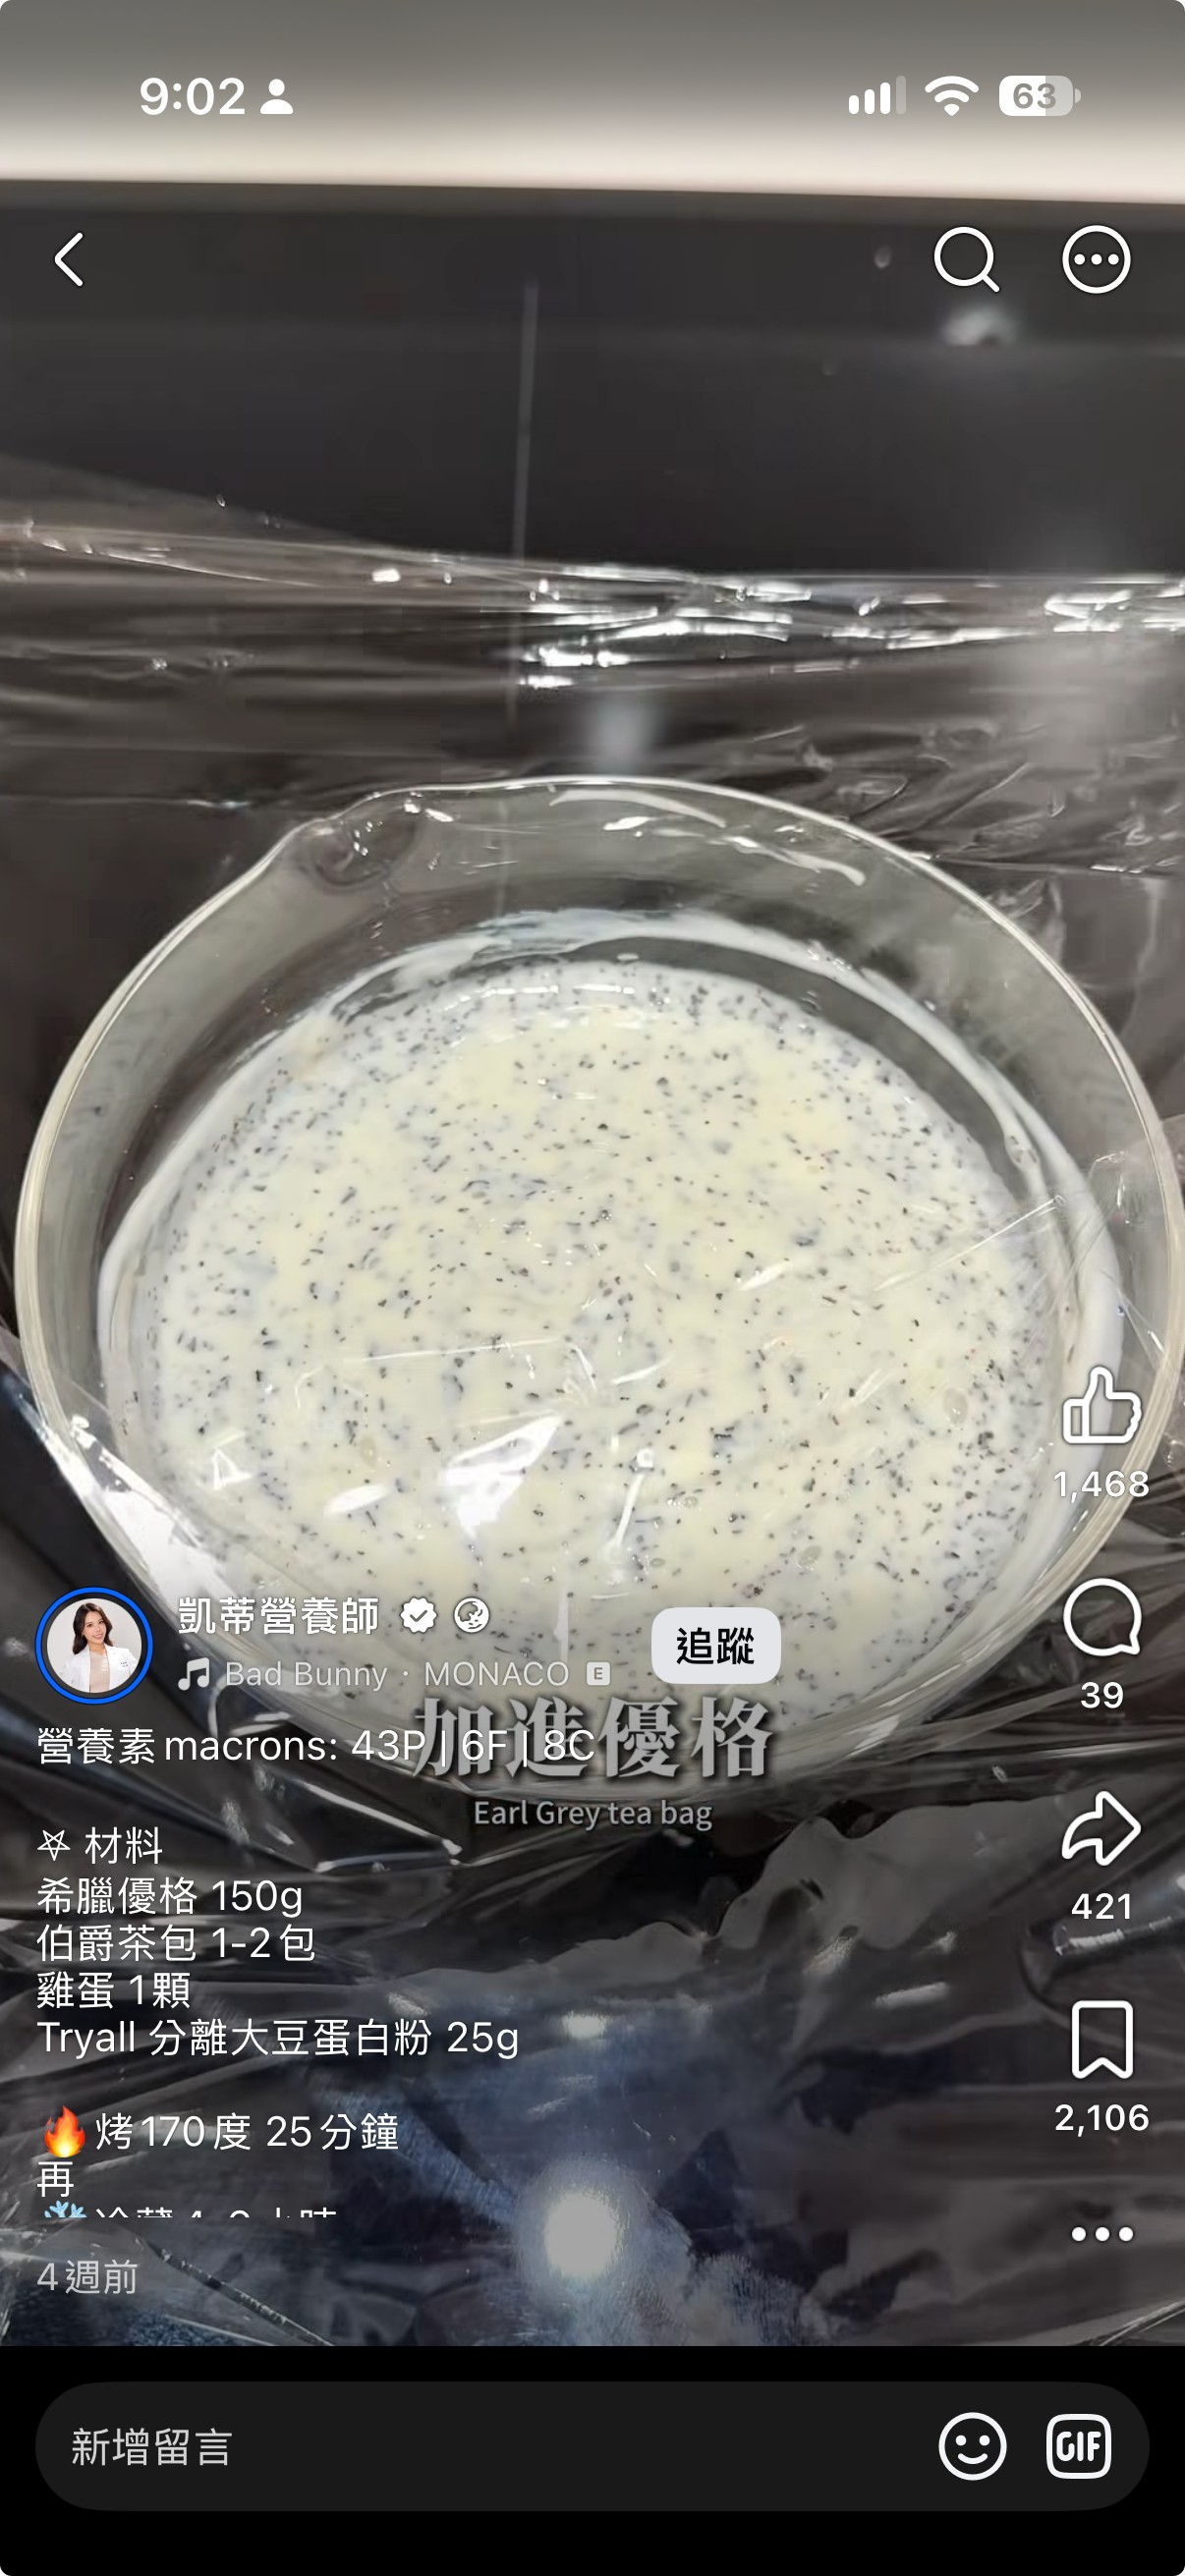 9:02
63
1,468
凱蒂營養師
追蹤
Bad Bunny · MONACO E
39
加進優格
營養素 macrons: 43P | 6F | 8C
Earl Grey tea bag
材料
希臘優格 150g
421
伯爵茶包 1-2 包
雞蛋 1 顆
Tryall 分離大豆蛋白粉 25g
2,106
🔥 烤 170 度 25 分鐘
再
4 週前
新增留言
GIF